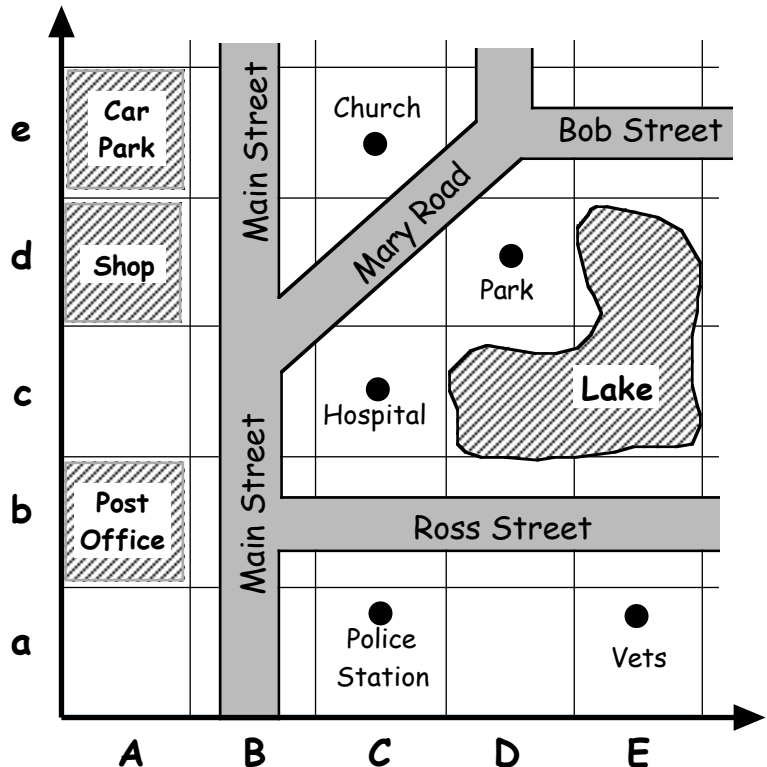 e
Car
Park
Main Street
Church
Bob Street
Mary Road
d
Shop
Park
c
Hospital
Lake
b
Post
Office
Main Street
Ross Street
a
Police
Station
Vets
A B C D E